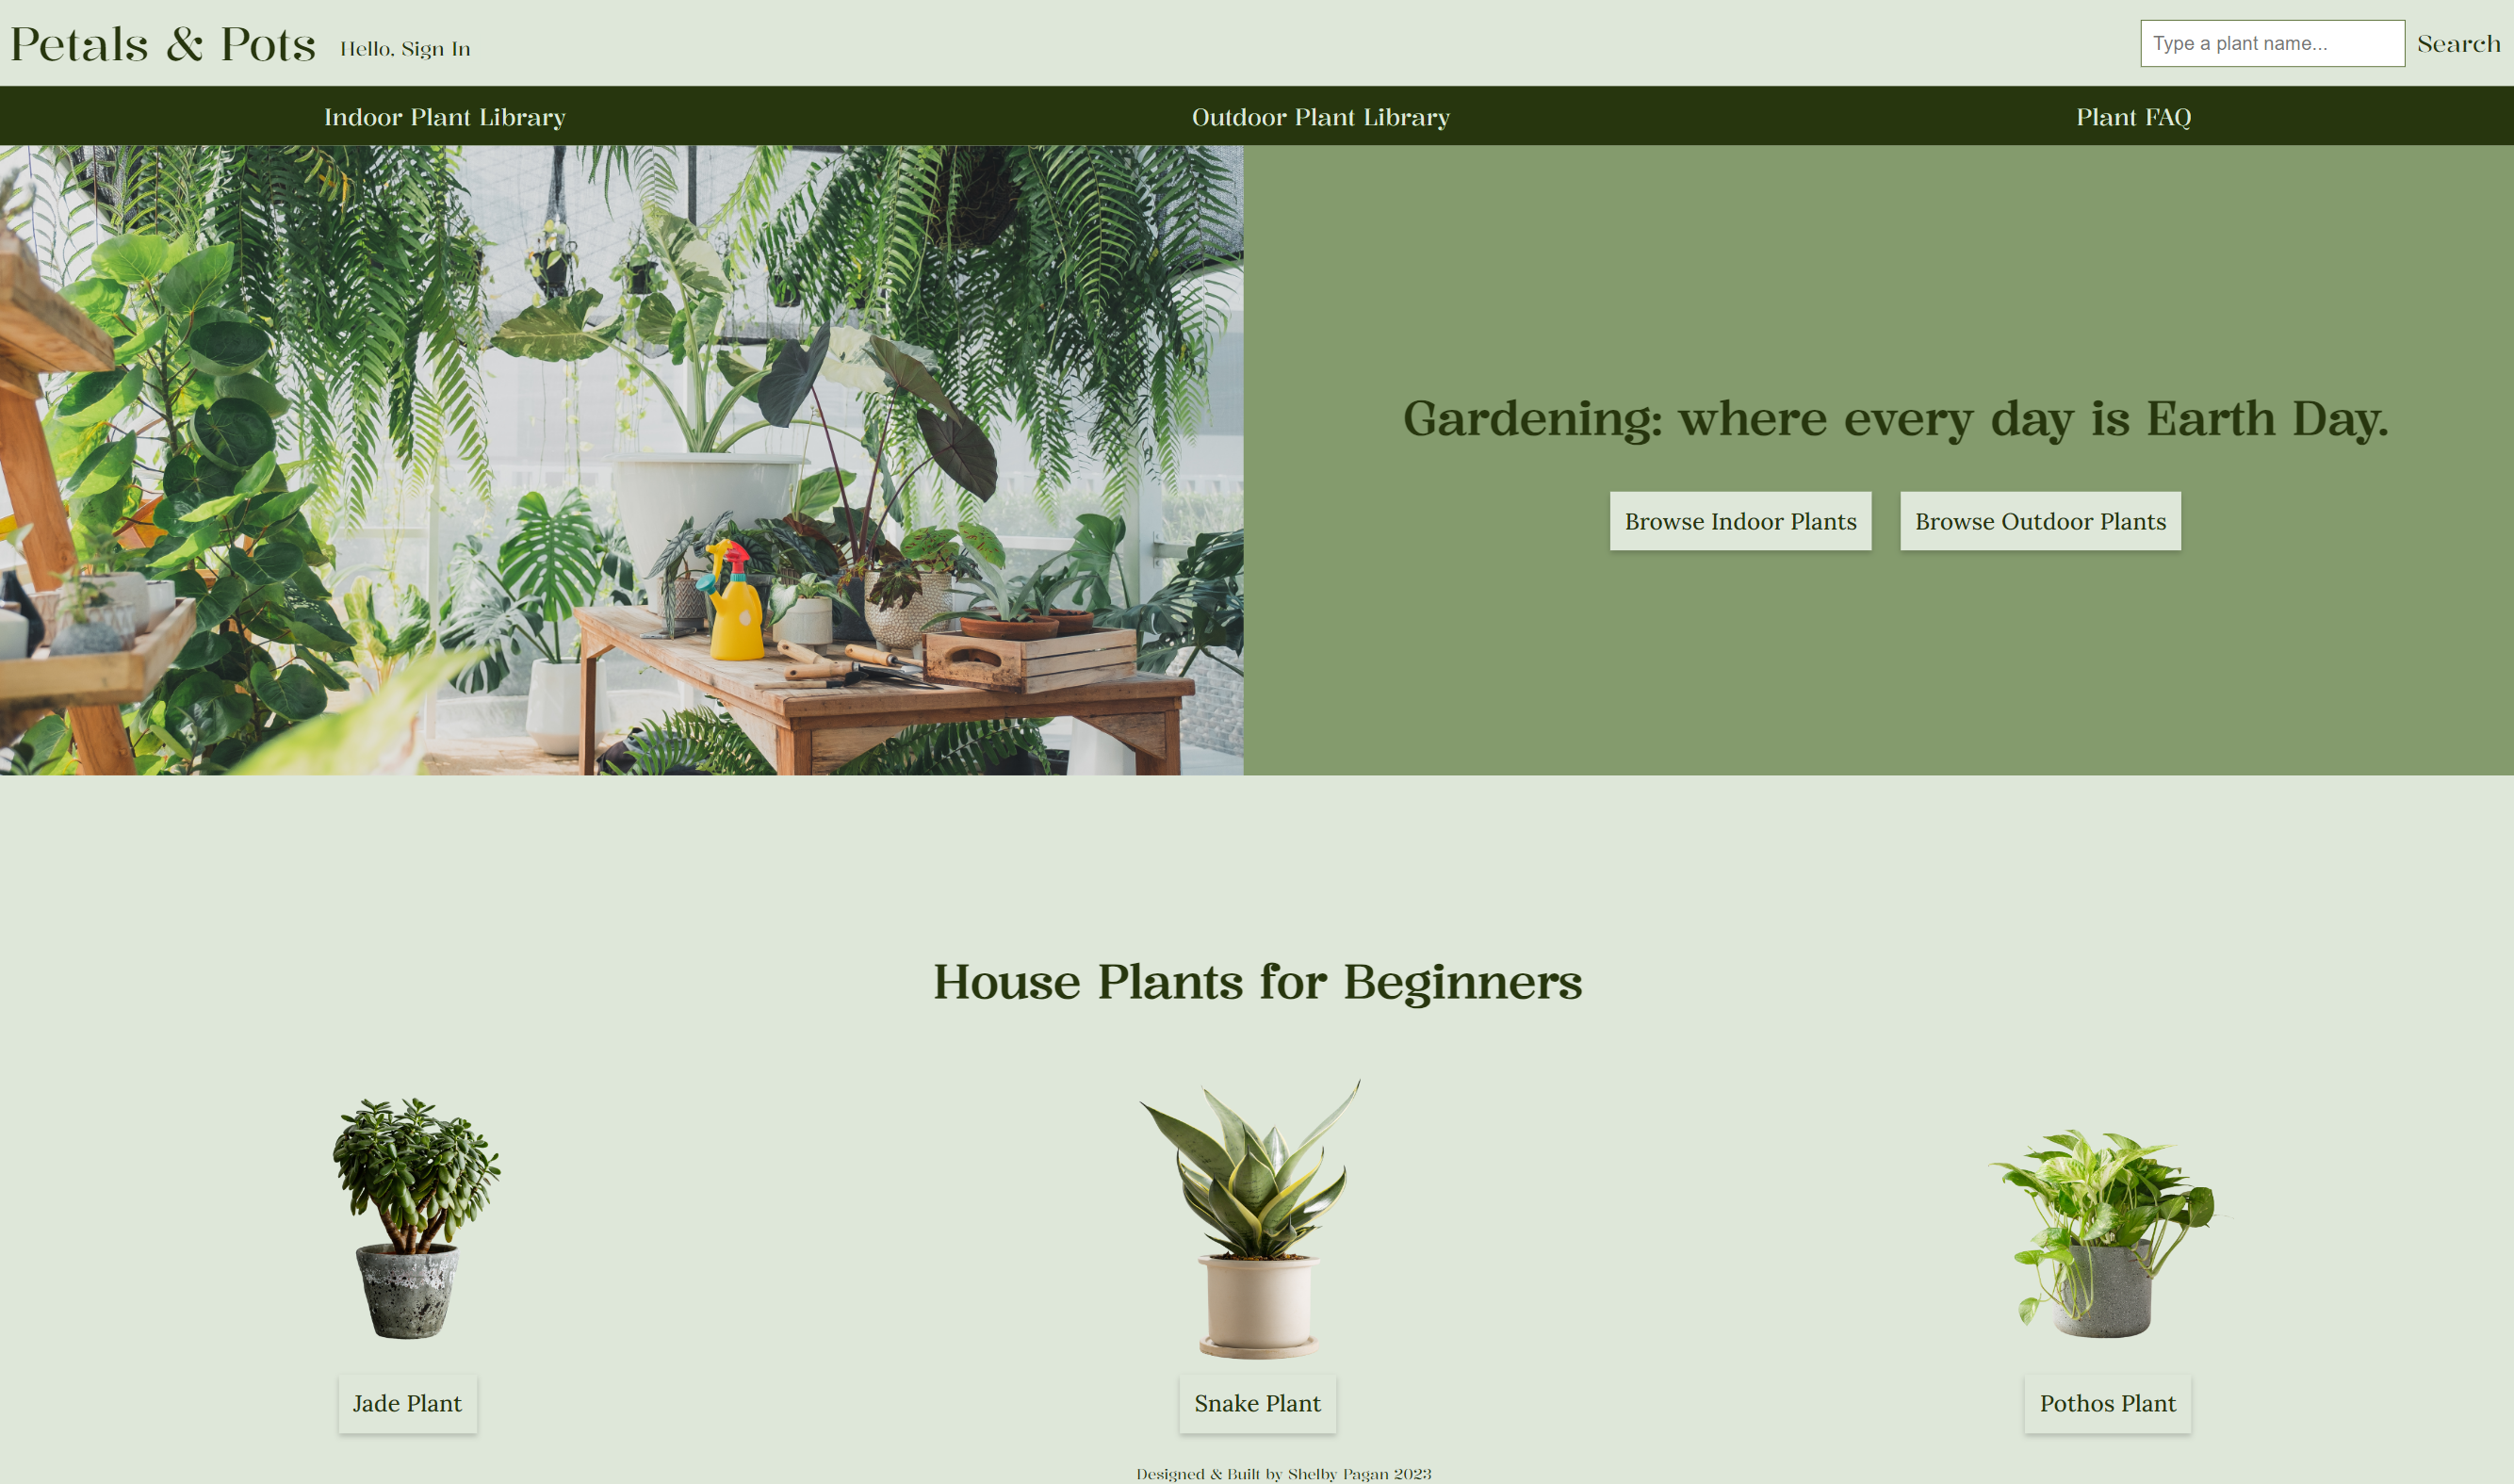 Petals & Pots
Hello, Sign In
Type a plant name...
Search
Indoor Plant Library
Outdoor Plant Library
Plant FAQ
Gardening: where every day is Earth Day.
Browse Indoor Plants
Browse Outdoor Plants
House Plants for Beginners
Jade Plant
Snake Plant
Pothos Plant
Designed & Built by Shelby Pagan 2023